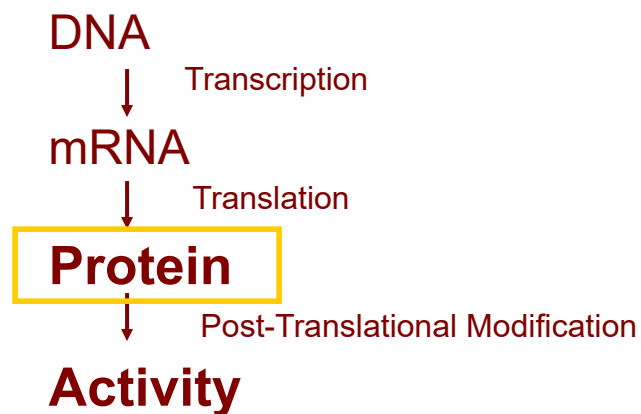 DNA
Transcription
mRNA
Translation
Protein
Post-Translational Modification
Activity